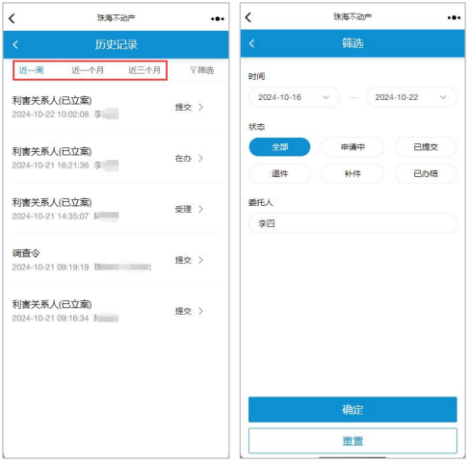 珠海不动产
历史记录
近一周 近一个月 近三个月 筛选
利害关系人(已立案)
2024-10-22 10:02:08 李
提交
利害关系人(已立案)
2024-10-21 16:21:36 李
在办
利害关系人(已立案)
2024-10-21 14:35:07
受理
调查令
2024-10-21 09:19:19
提交
利害关系人(已立案)
2024-10-21 09:16:34
提交
珠海不动产
筛选
时间
2024-10-16 — 2024-10-22
状态
全部 申请中 已提交
退件 补件 已办结
委托人
李四
确定
重置